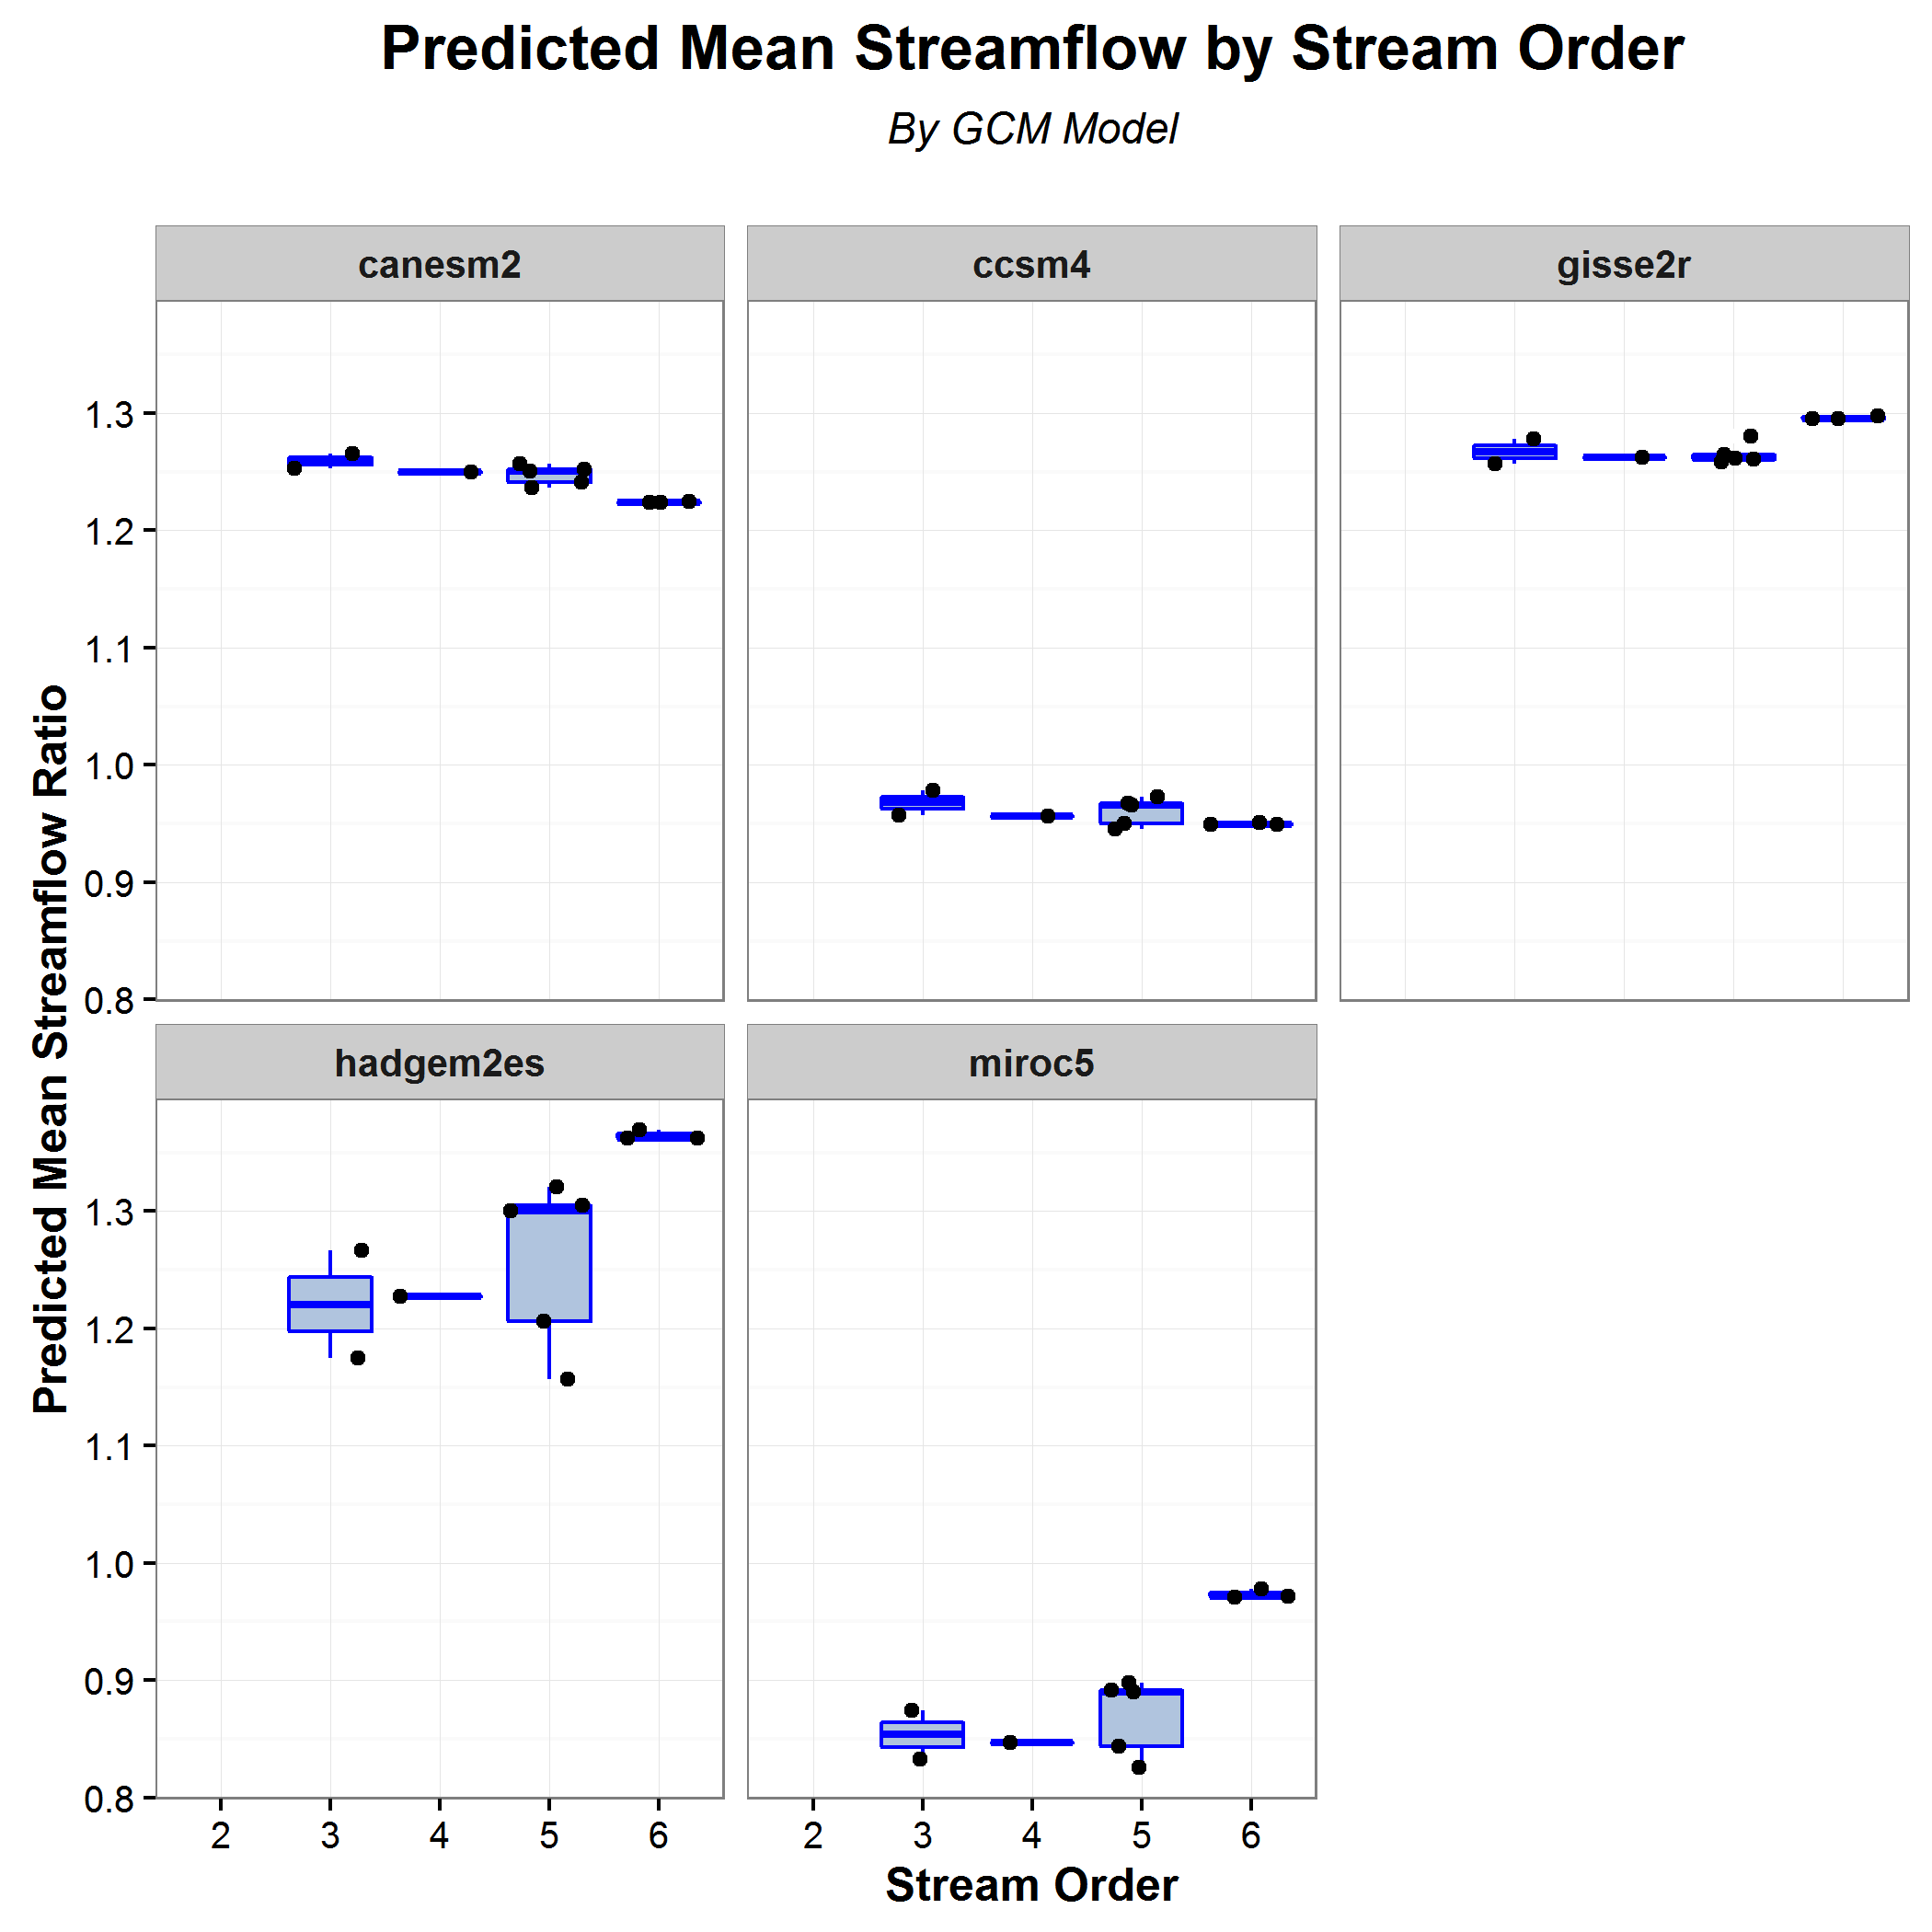 Predicted Mean Streamflow by Stream Order
By GCM Model
canesm2
ccsm4
gisse2r
1.3
1.2
1.1
1.0
0.9
0.8
Predicted Mean Streamflow Ratio
hadgem2es
miroc5
1.3
1.2
1.1
1.0
0.9
0.8
2 3 4 5 6
2 3 4 5 6
Stream Order